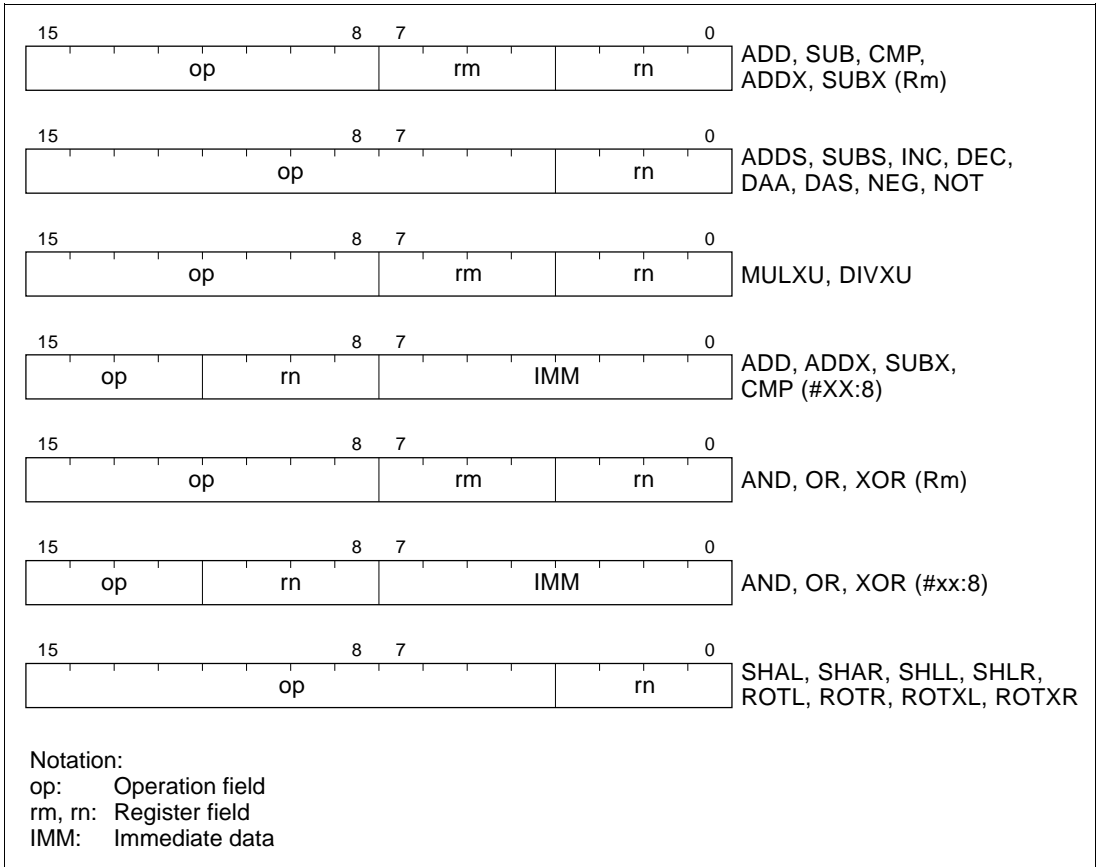 15 8 7 0
op rm rn
ADD, SUB, CMP,
ADDX, SUBX (Rm)
15 8 7 0
op rn
ADDS, SUBS, INC, DEC,
DAA, DAS, NEG, NOT
15 8 7 0
op rm rn
MULXU, DIVXU
15 8 7 0
op rn IMM
ADD, ADDX, SUBX,
CMP (#XX:8)
15 8 7 0
op rm rn
AND, OR, XOR (Rm)
15 8 7 0
op rn IMM
AND, OR, XOR (#xx:8)
15 8 7 0
op rn
SHAL, SHAR, SHLL, SHLR,
ROTL, ROTR, ROTXL, ROTXR
Notation:
op: Operation field
rm, rn: Register field
IMM: Immediate data